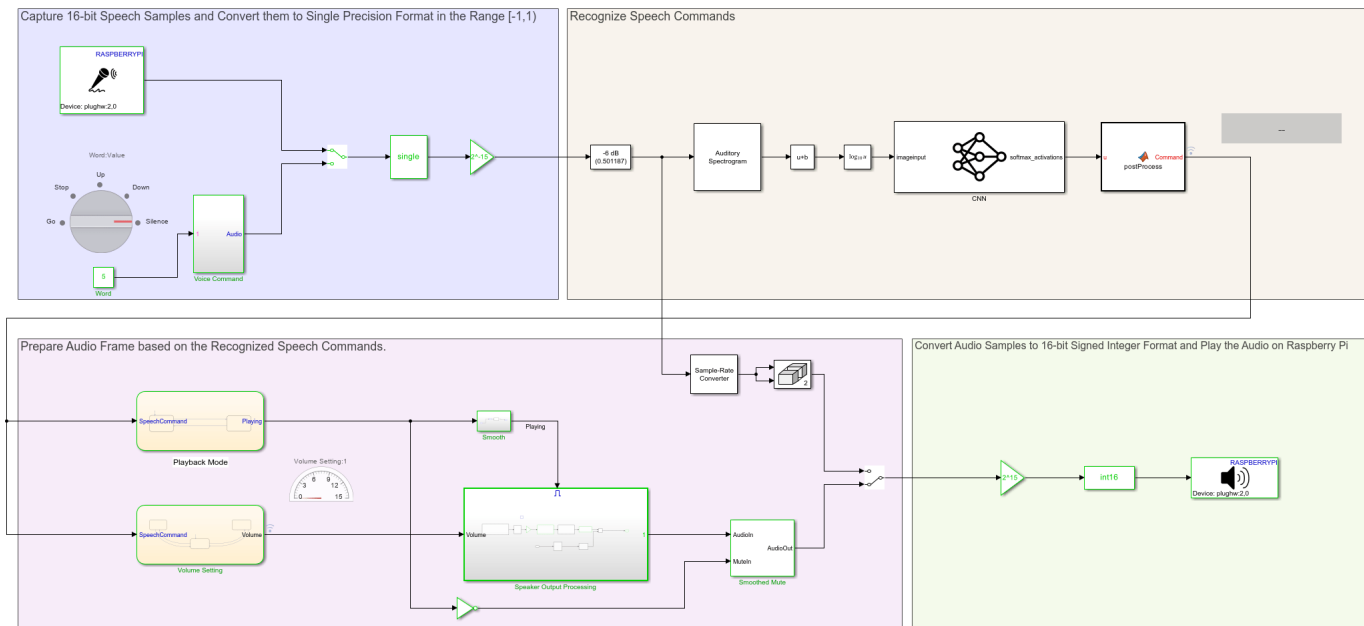 Capture 16-bit Speech Samples and Convert them to Single Precision Format in the Range [-1,1)
RASPBERRYPI
Device: plughw:2,0
Word:Value
Up
Stop
Down
Go
Silence
5
Word
1
Audio
Voice Command
single
2^-15
Recognize Speech Commands
-6 dB
(0.501187)
Auditory
Spectrogram
u+b
log₁₀ u
imageinput
softmax_activations
CNN
u
Command
postProcess
...
Prepare Audio Frame based on the Recognized Speech Commands.
Sample-Rate
Converter
2
SpeechCommand
Playing
Playback Mode
Smooth
Playing
Volume Setting:1
0
3
6
9
12
15
SpeechCommand
Volume
Volume Setting
Volume
Speaker Output Processing
AudioIn
MuteIn
AudioOut
Smoothed Mute
Convert Audio Samples to 16-bit Signed Integer Format and Play the Audio on Raspberry Pi
2^15
int16
RASPBERRYPI
Device: plughw:2,0